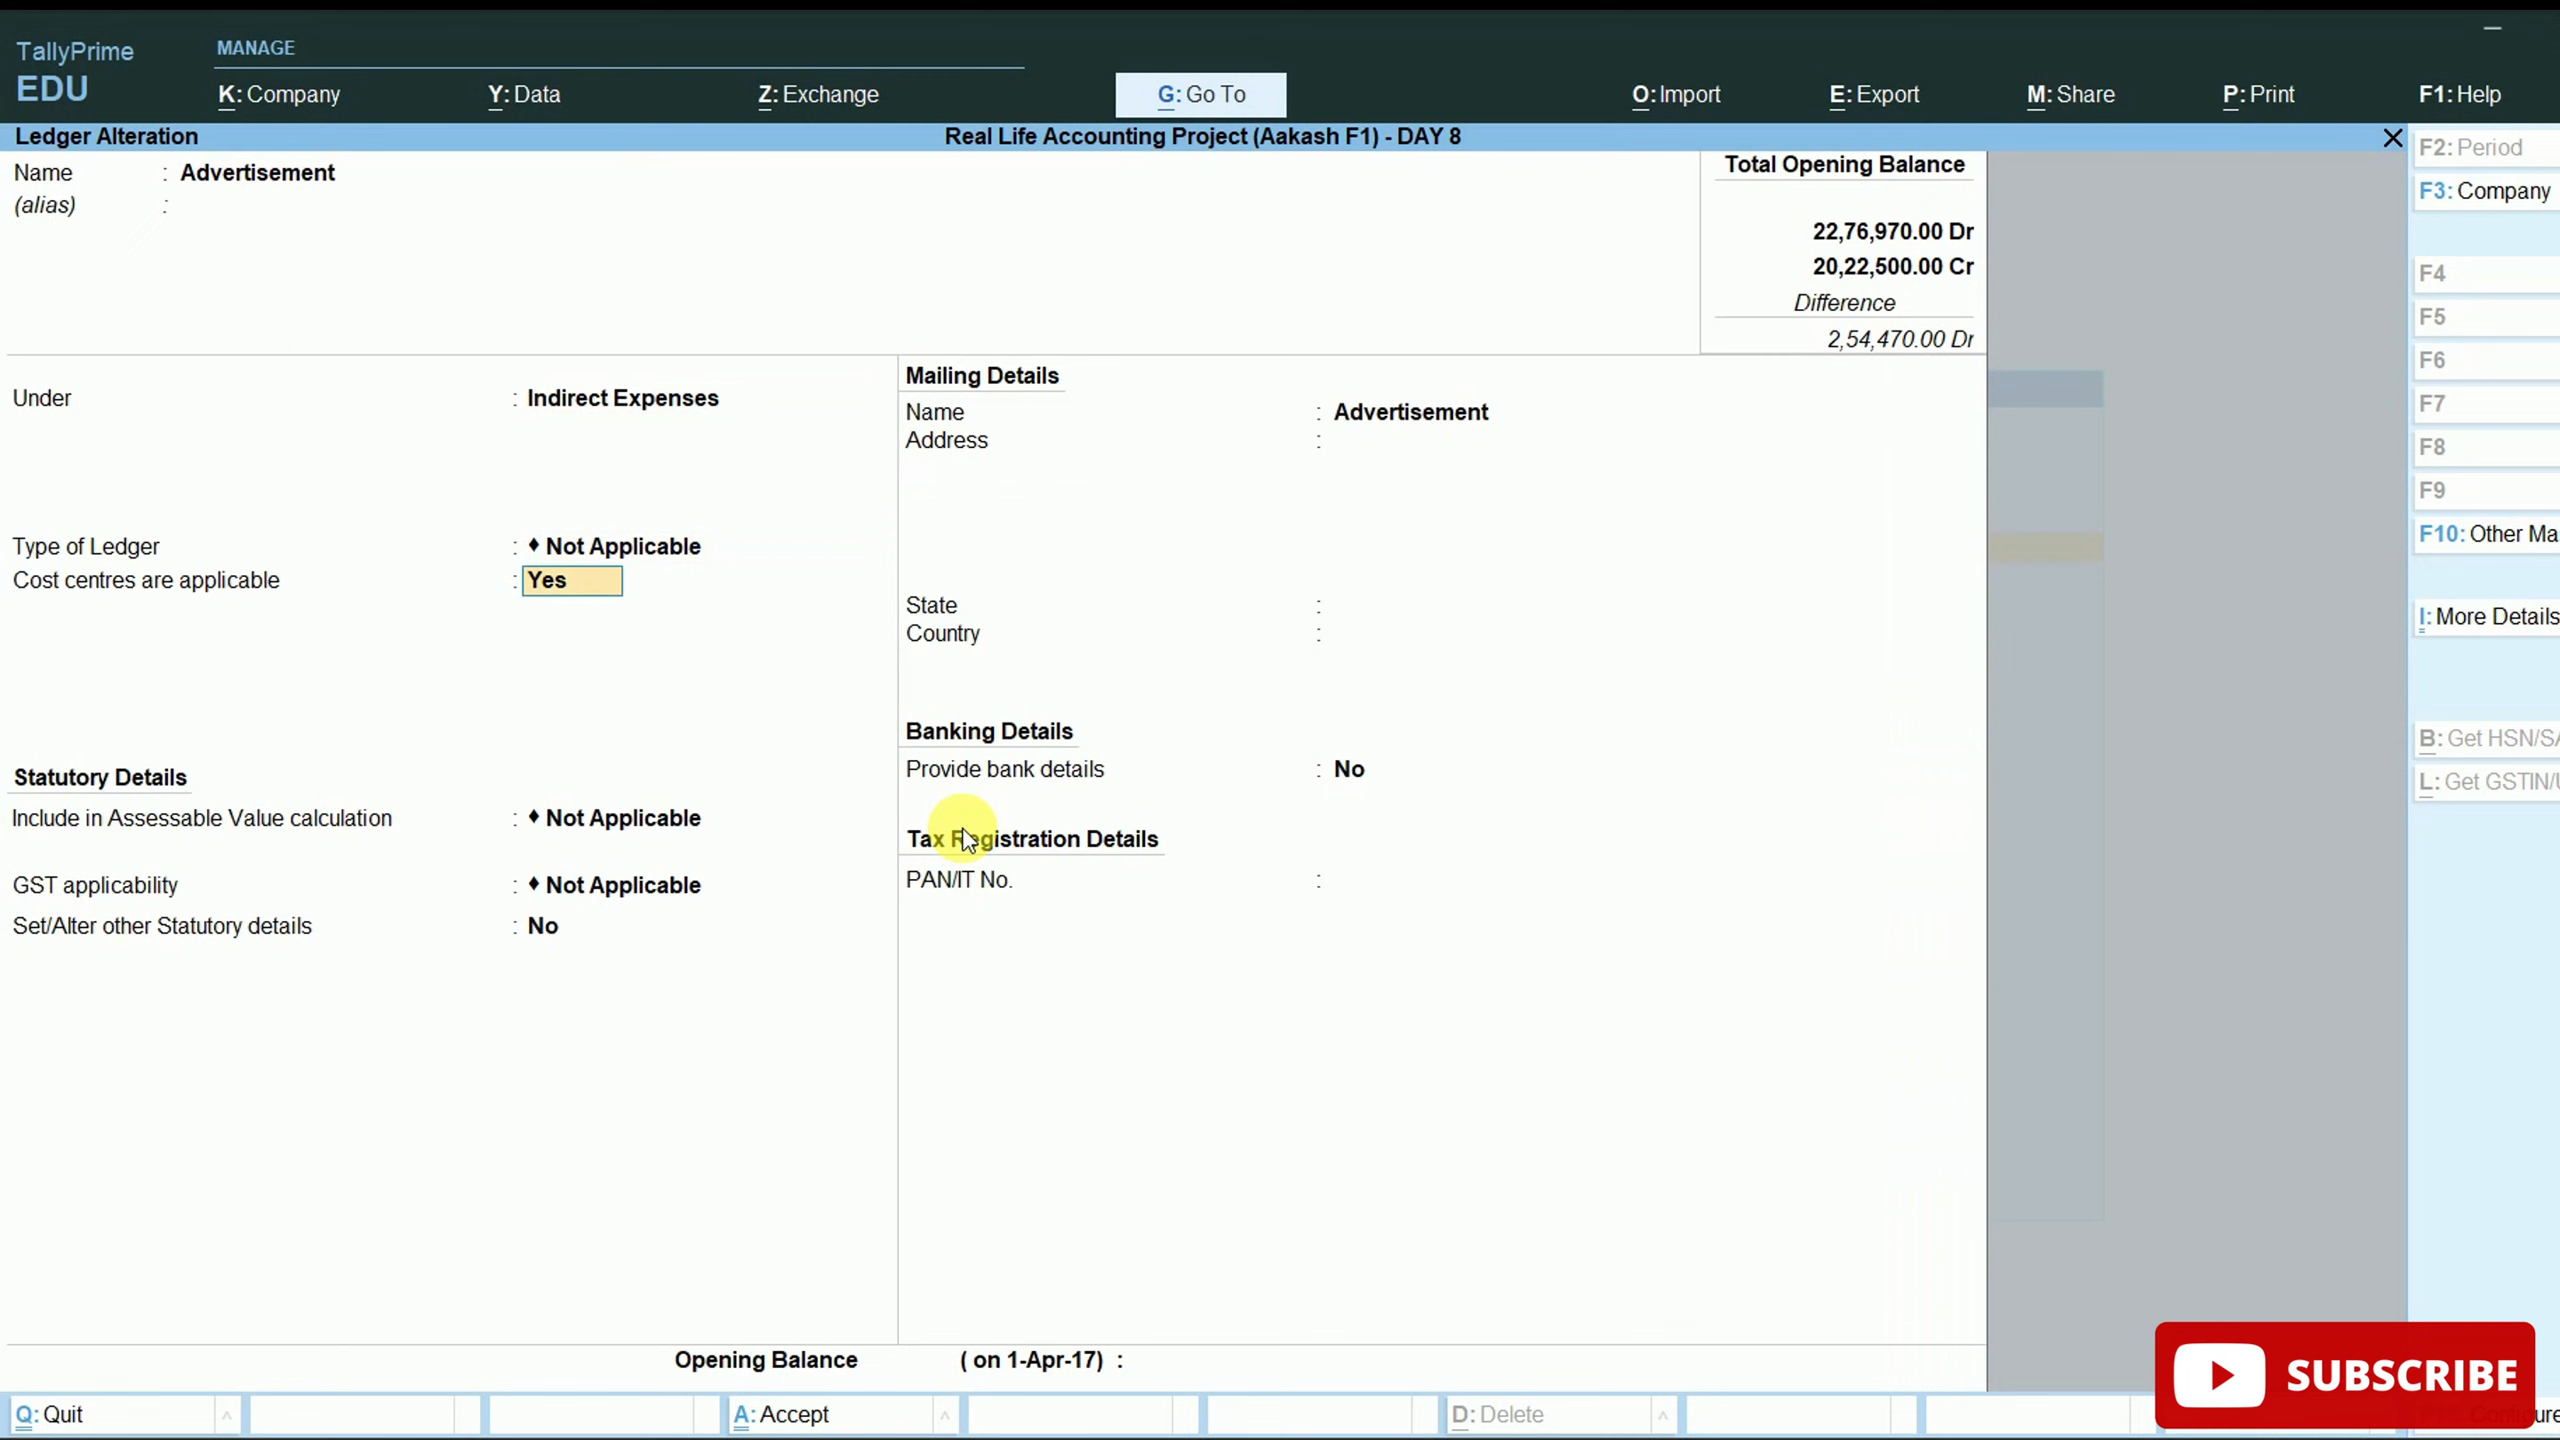 TallyPrime
EDU
MANAGE
K: Company
Y: Data
Z: Exchange
G: Go To
O: Import
E: Export
M: Share
P: Print
F1: Help
Ledger Alteration
Real Life Accounting Project (Aakash F1) - DAY 8
Name : Advertisement
(alias) :
Total Opening Balance
22,76,970.00 Dr
20,22,500.00 Cr
Difference
2,54,470.00 Dr
Under : Indirect Expenses
Type of Ledger : ♦ Not Applicable
Cost centres are applicable : Yes
Statutory Details
Include in Assessable Value calculation : ♦ Not Applicable
GST applicability : ♦ Not Applicable
Set/Alter other Statutory details : No
Mailing Details
Name : Advertisement
Address :
State :
Country :
Banking Details
Provide bank details : No
Tax Registration Details
PAN/IT No. :
Opening Balance ( on 1-Apr-17) :
F2: Period
F3: Company
F4
F5
F6
F7
F8
F9
F10: Other Ma
I: More Details
B: Get HSN/SA
L: Get GSTIN/U
Q: Quit
A: Accept
D: Delete
SUBSCRIBE